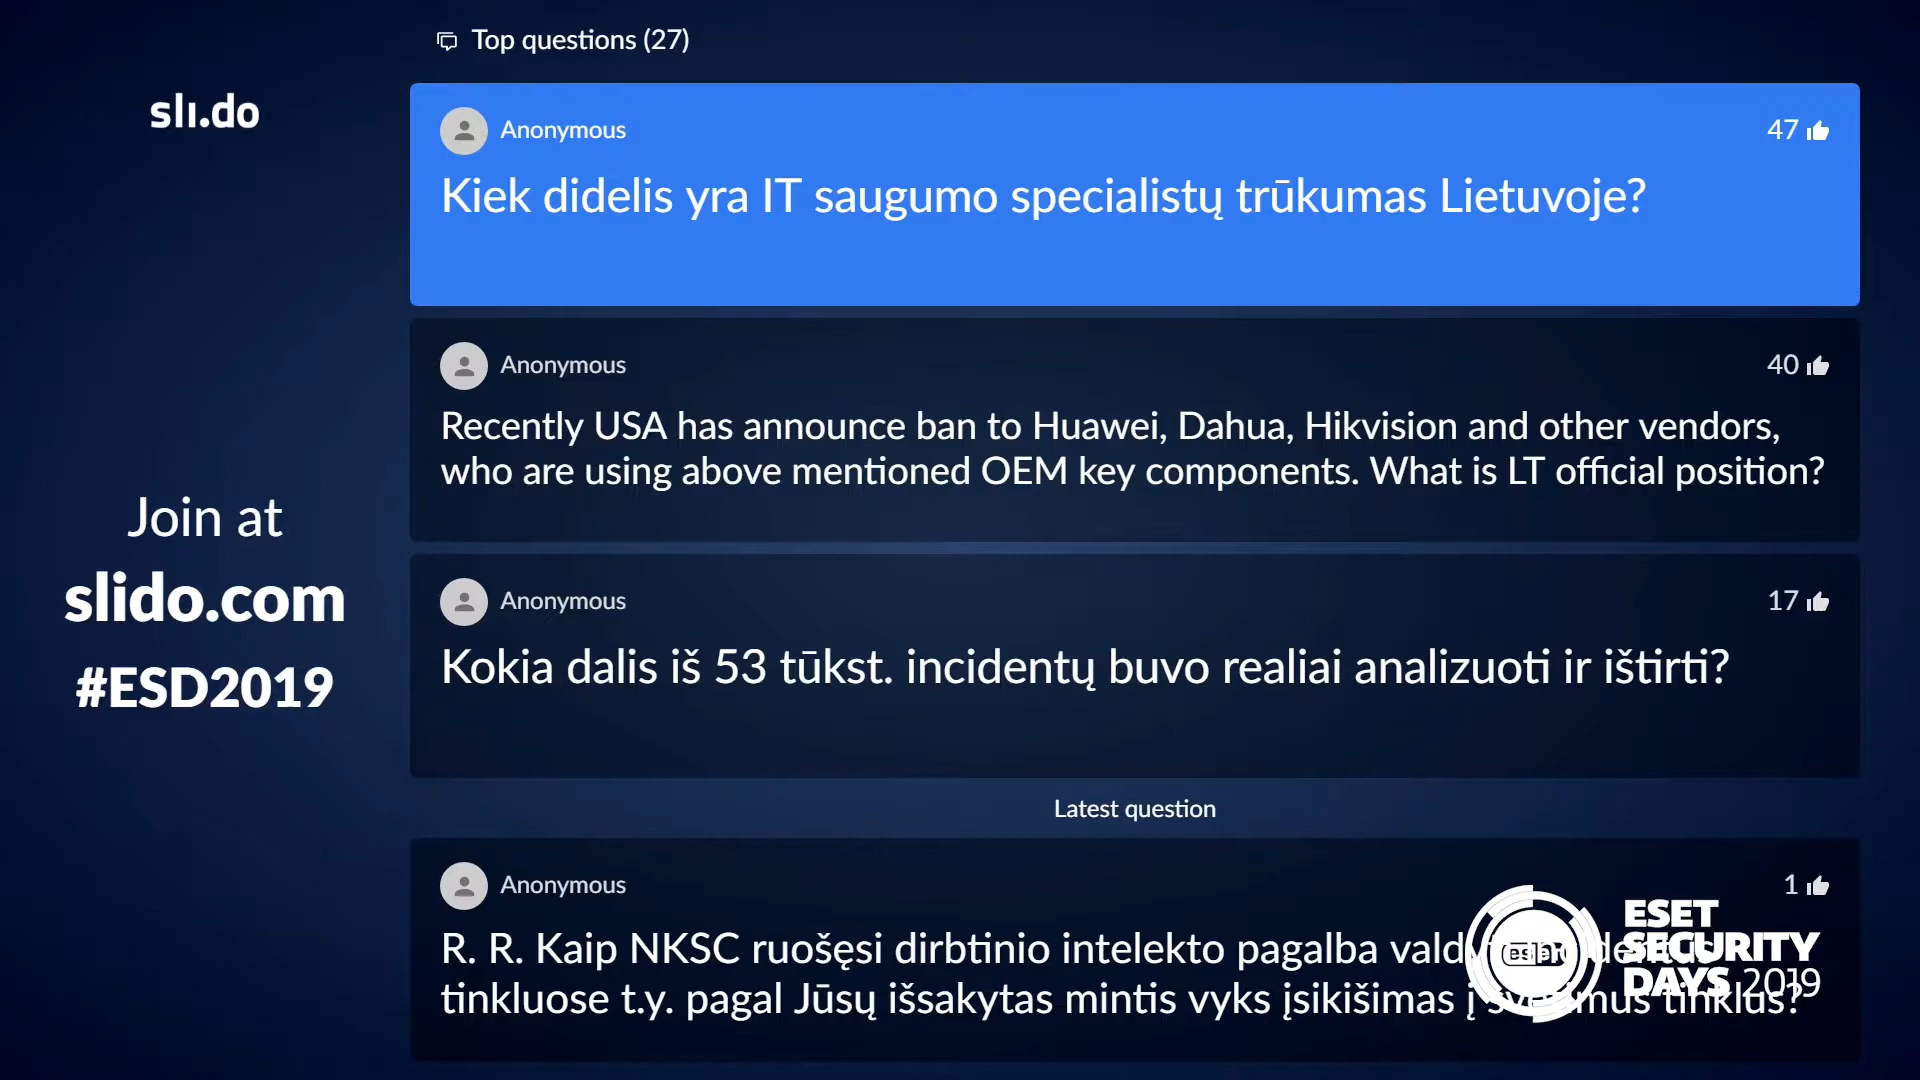 Top questions (27)
sli.do
Anonymous
47
Kiek didelis yra IT saugumo specialistų trūkumas Lietuvoje?
Anonymous
40
Recently USA has announce ban to Huawei, Dahua, Hikvision and other vendors,
who are using above mentioned OEM key components. What is LT official position?
Join at
slido.com
#ESD2019
Anonymous
17
Kokia dalis iš 53 tūkst. incidentų buvo realiai analizuoti ir ištirti?
Latest question
Anonymous
1
R. R. Kaip NKSC ruošęsi dirbtinio intelekto pagalba
tinkluose t.y. pagal Jūsų išsakytas mintis vyks įsikišimas į tinklus?
eset
ESET
SECURITY
DAYS 2019